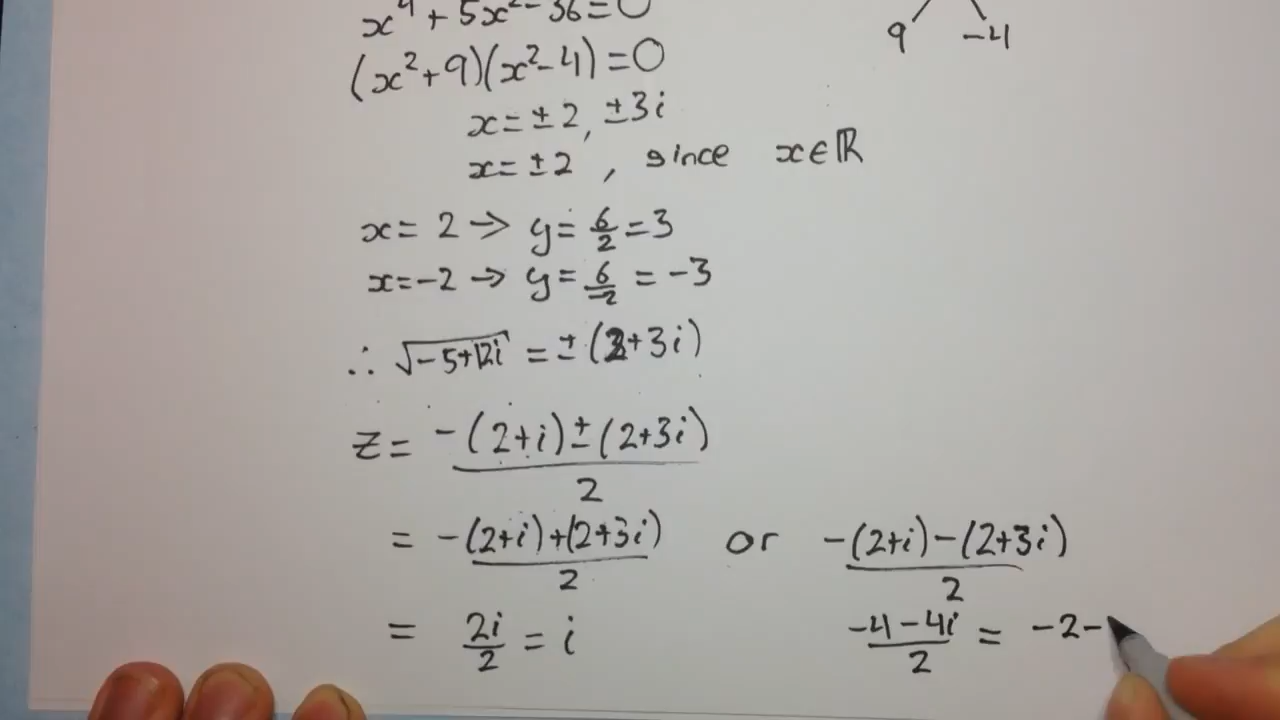 x⁴ + 5x² - 36 = 0
9 -4
(x² + 9)(x² - 4) = 0
x = ± 2, ± 3i
x = ± 2 , since x ∈ ℝ
x = 2 → y = 6/2 = 3
x = -2 → y = 6/-2 = -3
∴ √-5+12i = ± (2+3i)
z = -(2+i) ± (2+3i) / 2
= -(2+i)+(2+3i) / 2 or -(2+i)-(2+3i) / 2
= 2i/2 = i -4-4i / 2 = -2-